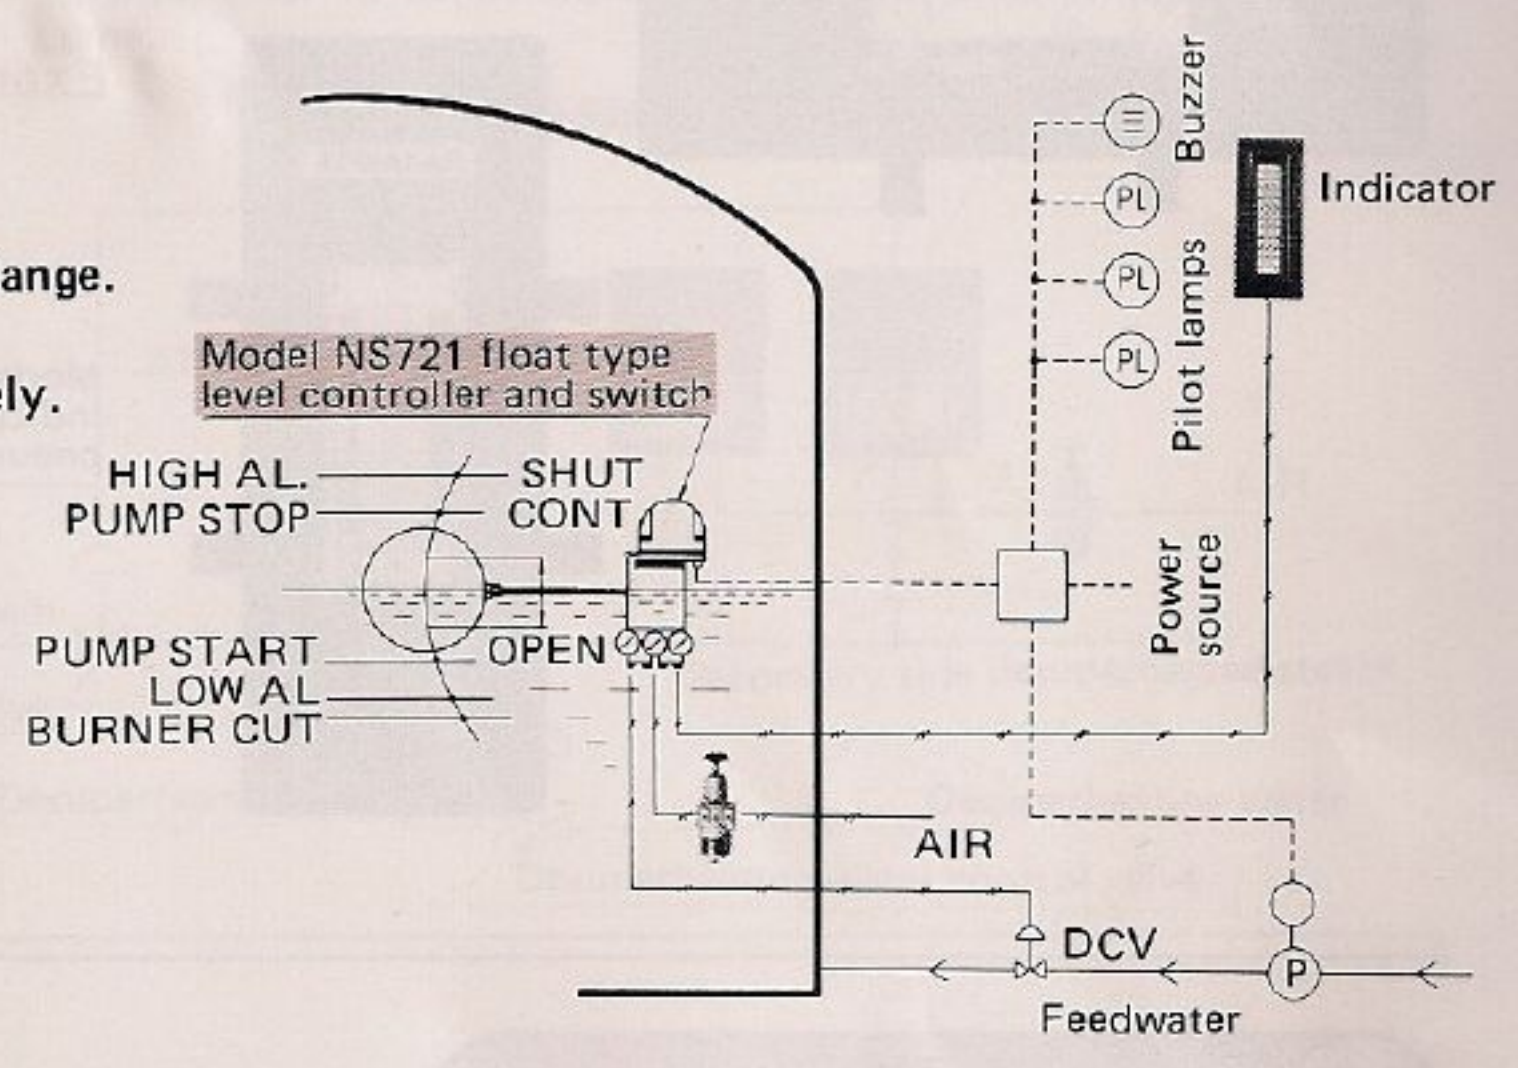 Buzzer
PL
Indicator
PL
ange.
PL
Pilot lamps
Model NS721 float type
level controller and switch
ely.
HIGH AL. SHUT
PUMP STOP CONT
Power
source
PUMP START OPEN
LOW AL
BURNER CUT
AIR
DCV
P
Feedwater